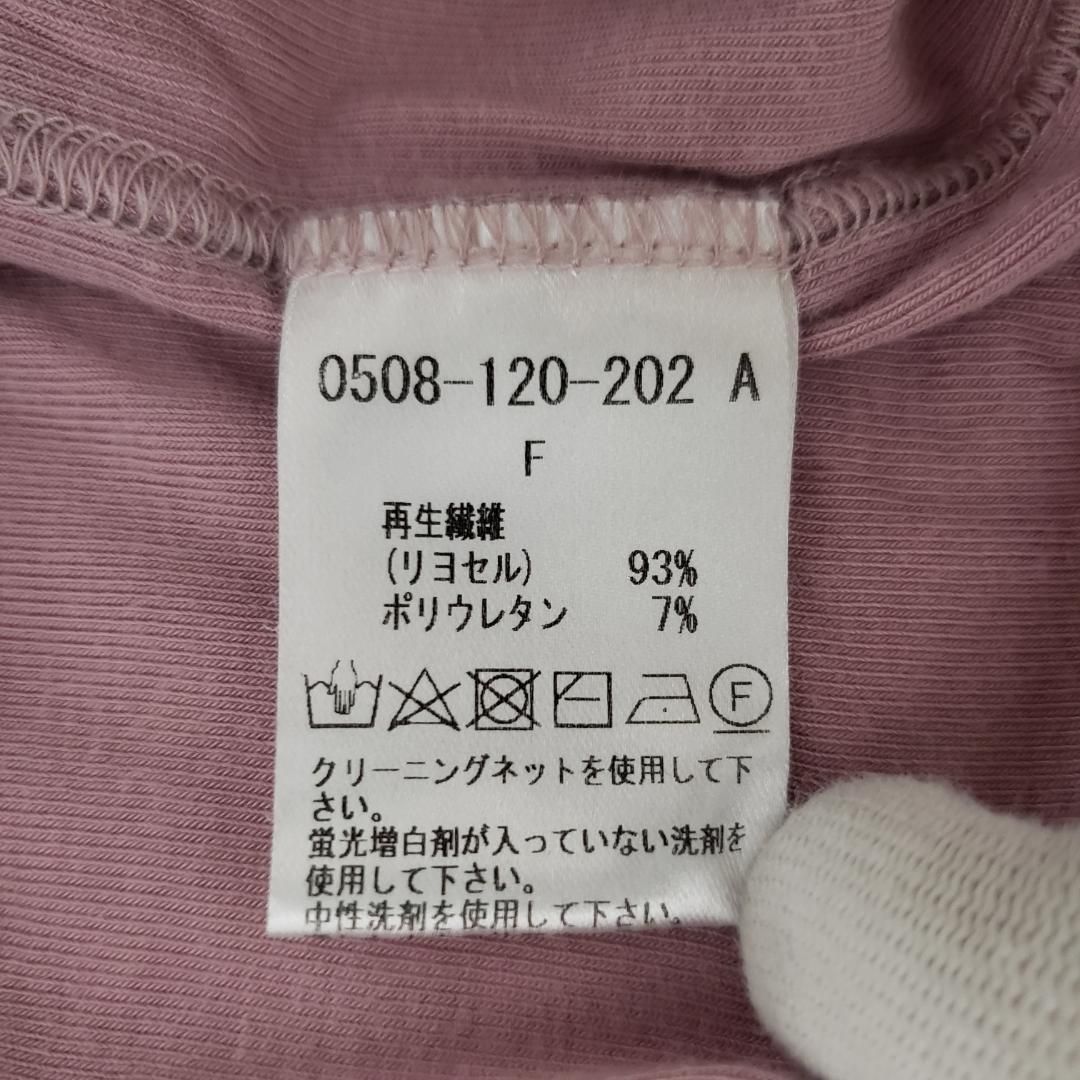 0508-120-202 A
F
再生繊維
(リヨセル) 93%
ポリウレタン 7%
F
クリーニングネットを使用して下
さい。
蛍光増白剤が入っていない洗剤を
使用して下さい。
中性洗剤を使用して下さい。